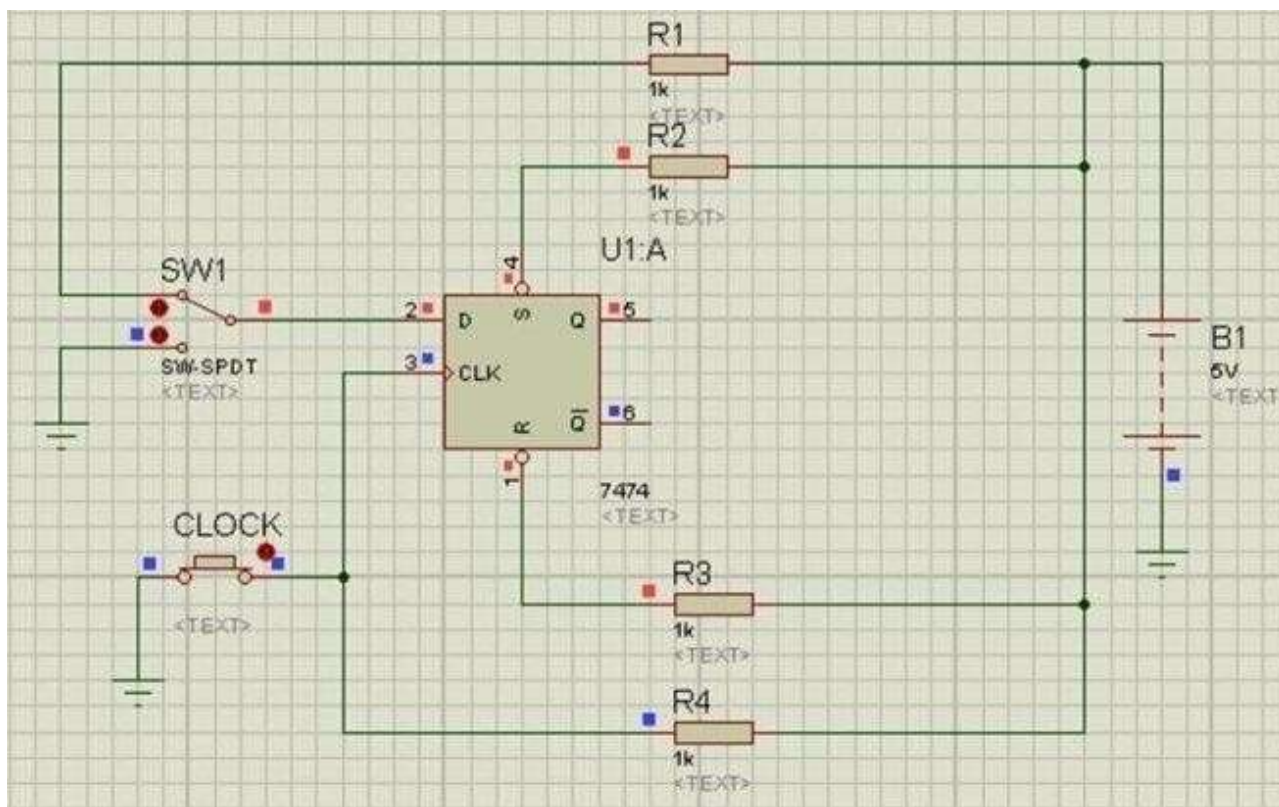 R1
1k
<TEXT>
R2
1k
<TEXT>
U1:A
4
SW1
2
D
S
Q
5
SW-SPDT
<TEXT>
3
CLK
R
Q
6
1
7474
<TEXT>
B1
5V
<TEXT
CLOCK
<TEXT>
R3
1k
<TEXT>
R4
1k
<TEXT>